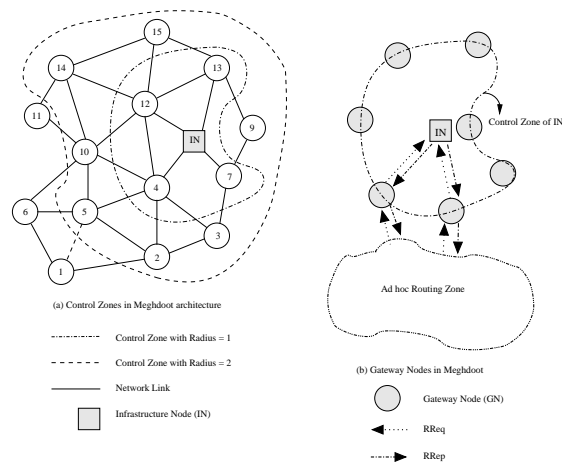 15
14
13
12
11
IN
9
10
7
4
6
5
3
2
1
(a) Control Zones in Meghdoot architecture
Control Zone with Radius = 1
Control Zone with Radius = 2
Network Link
Infrastructure Node (IN)
IN
Control Zone of IN
Ad hoc Routing Zone
(b) Gateway Nodes in Meghdoot
Gateway Node (GN)
RReq
RRep